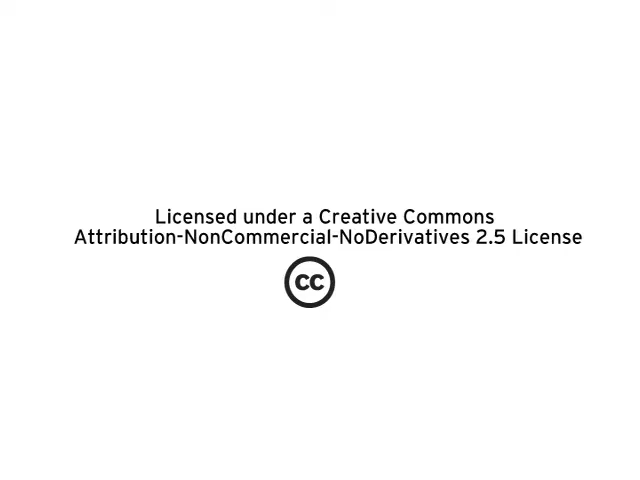 Licensed under a Creative Commons
Attribution-NonCommercial-NoDerivatives 2.5 License
cc